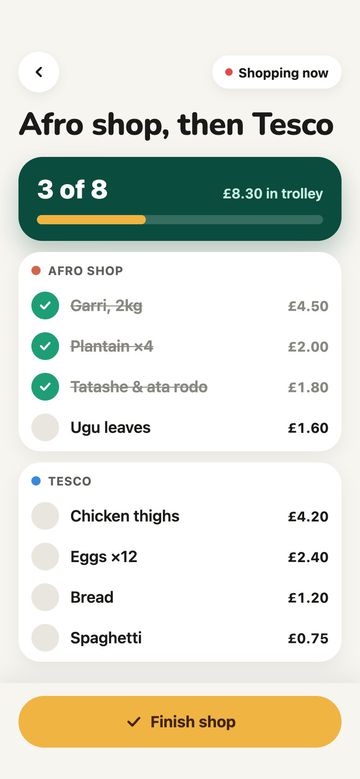 Shopping now
Afro shop, then Tesco
3 of 8
£8.30 in trolley
AFRO SHOP
Garri, 2kg £4.50
Plantain ×4 £2.00
Tatashe & ata rodo £1.80
Ugu leaves £1.60
TESCO
Chicken thighs £4.20
Eggs ×12 £2.40
Bread £1.20
Spaghetti £0.75
Finish shop